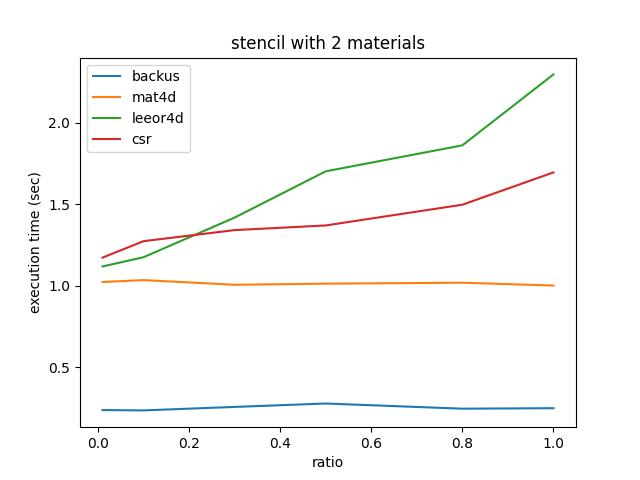 stencil with 2 materials
backus
mat4d
leeor4d
csr
execution time (sec)
2.0
1.5
1.0
0.5
0.0 0.2 0.4 0.6 0.8 1.0
ratio